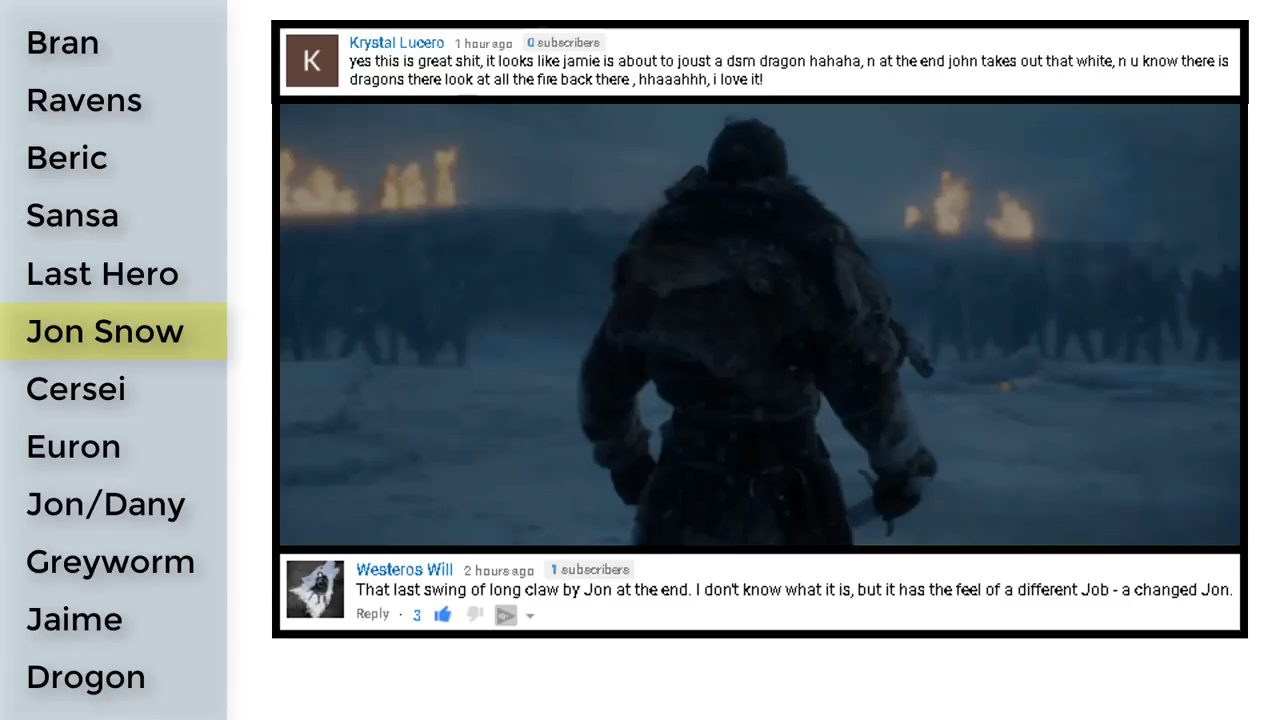 Bran
Ravens
Beric
Sansa
Last Hero
Jon Snow
Cersei
Euron
Jon/Dany
Greyworm
Jaime
Drogon
K
Krystal Lucero 1 hour ago 0 subscribers
yes this is great shit, it looks like jamie is about to joust a dsm dragon hahaha, n at the end john takes out that white, n u know there is
dragons there look at all the fire back there , hhaaahhh, i love it!
Westeros Will 2 hours ago 1 subscribers
That last swing of long claw by Jon at the end. I don't know what it is, but it has the feel of a different Job - a changed Jon.
Reply · 3